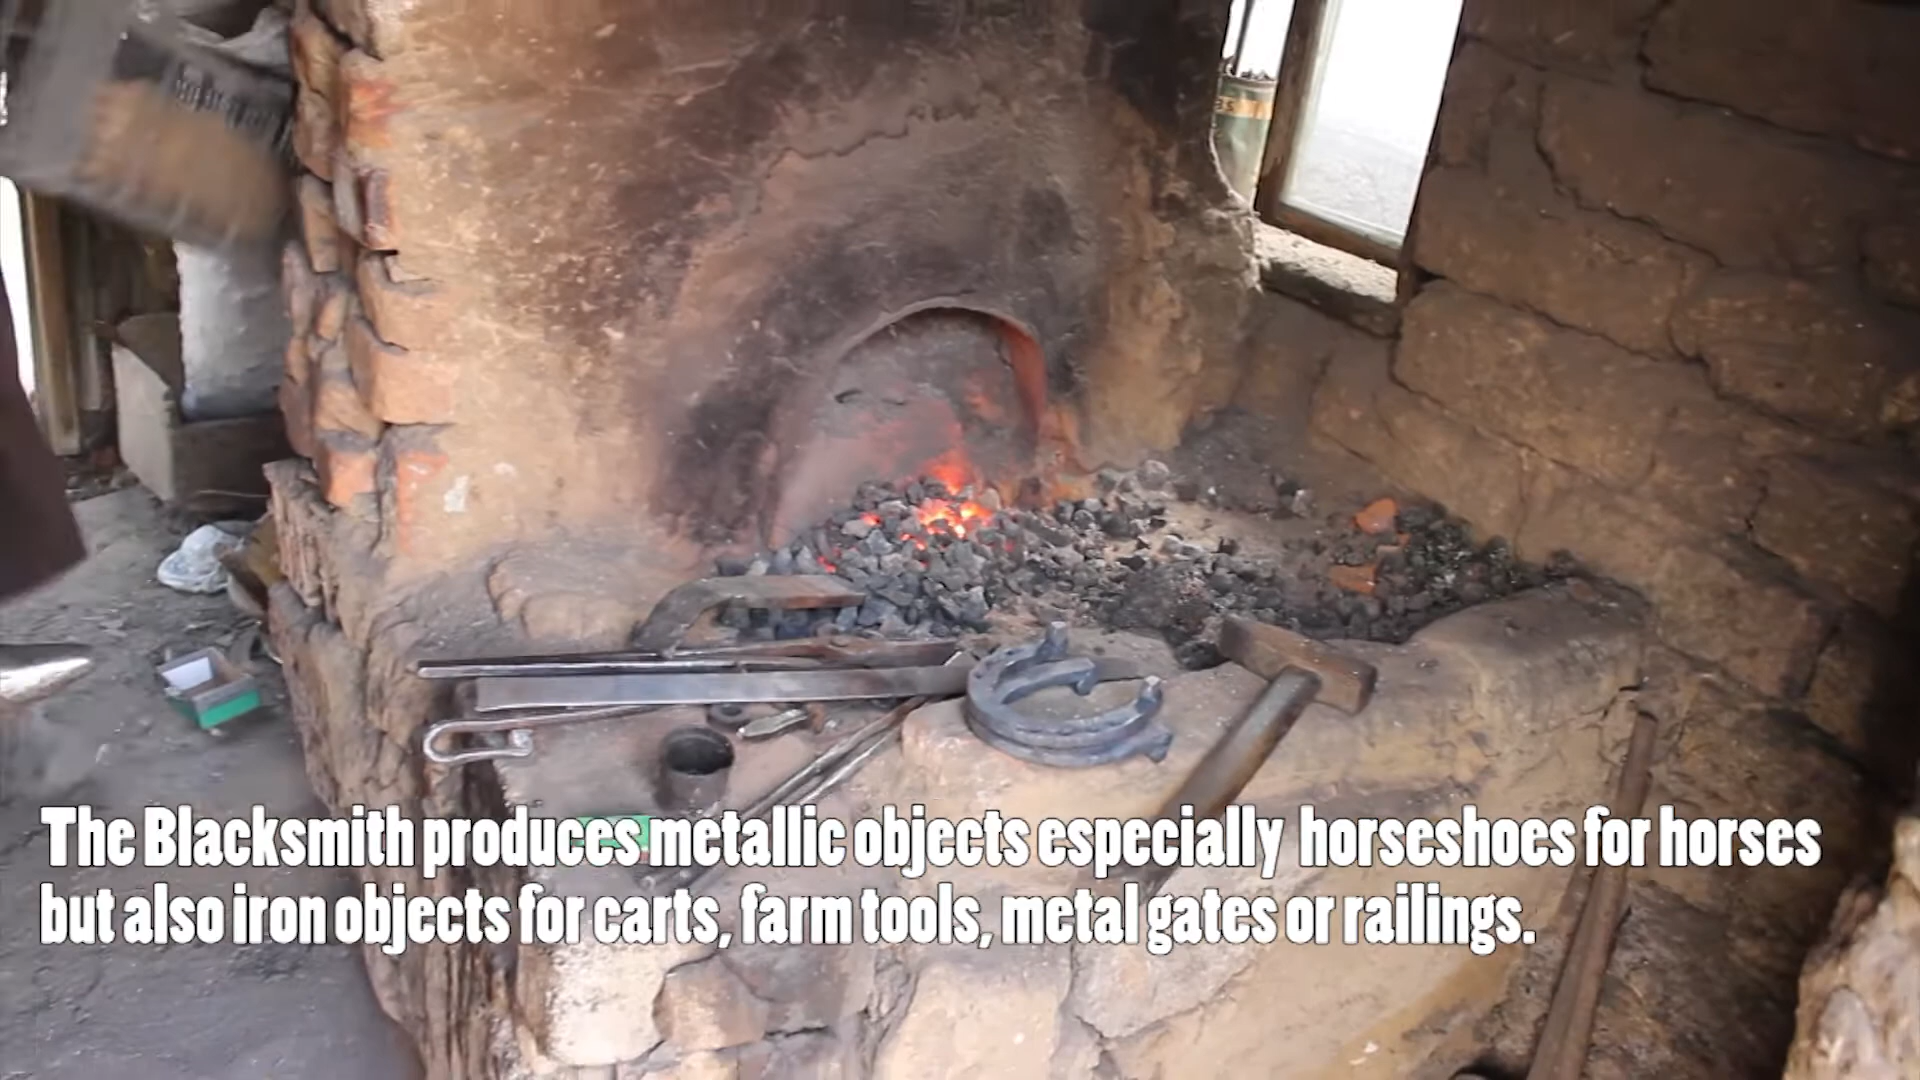 The Blacksmith produces metallic objects especially horseshoes for horses
but also iron objects for carts, farm tools, metal gates or railings.